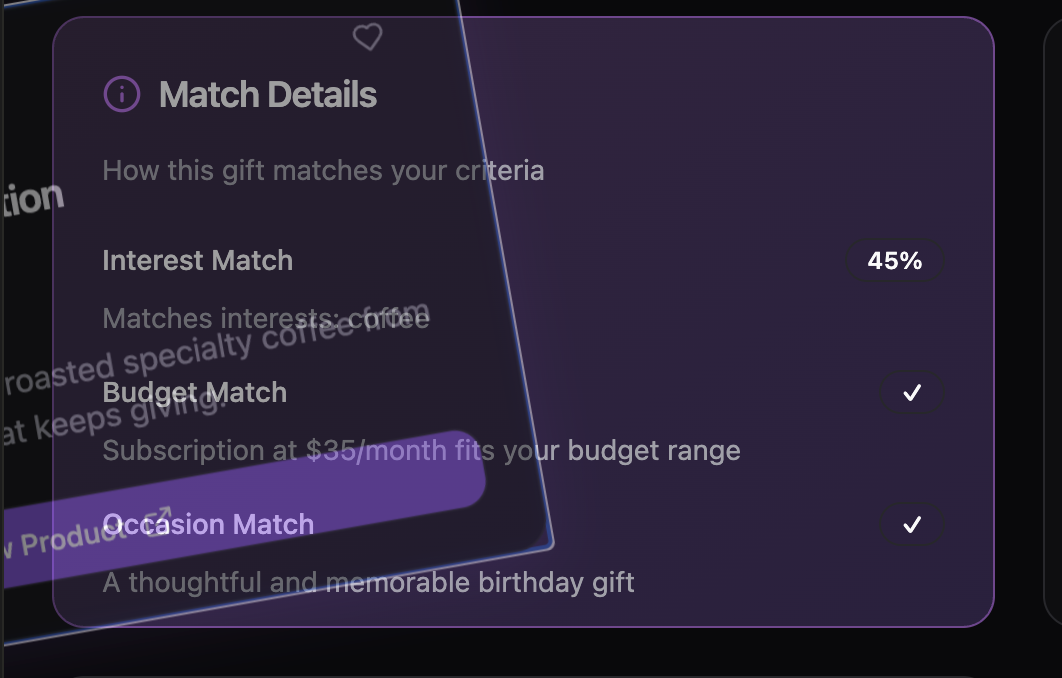 Match Details
How this gift matches your criteria
tion
Interest Match
45%
Matches interests: coffee
roasted specialty coffee from
Budget Match
at keeps giving.
Subscription at $35/month fits your budget range
Occasion Match
w Product
A thoughtful and memorable birthday gift